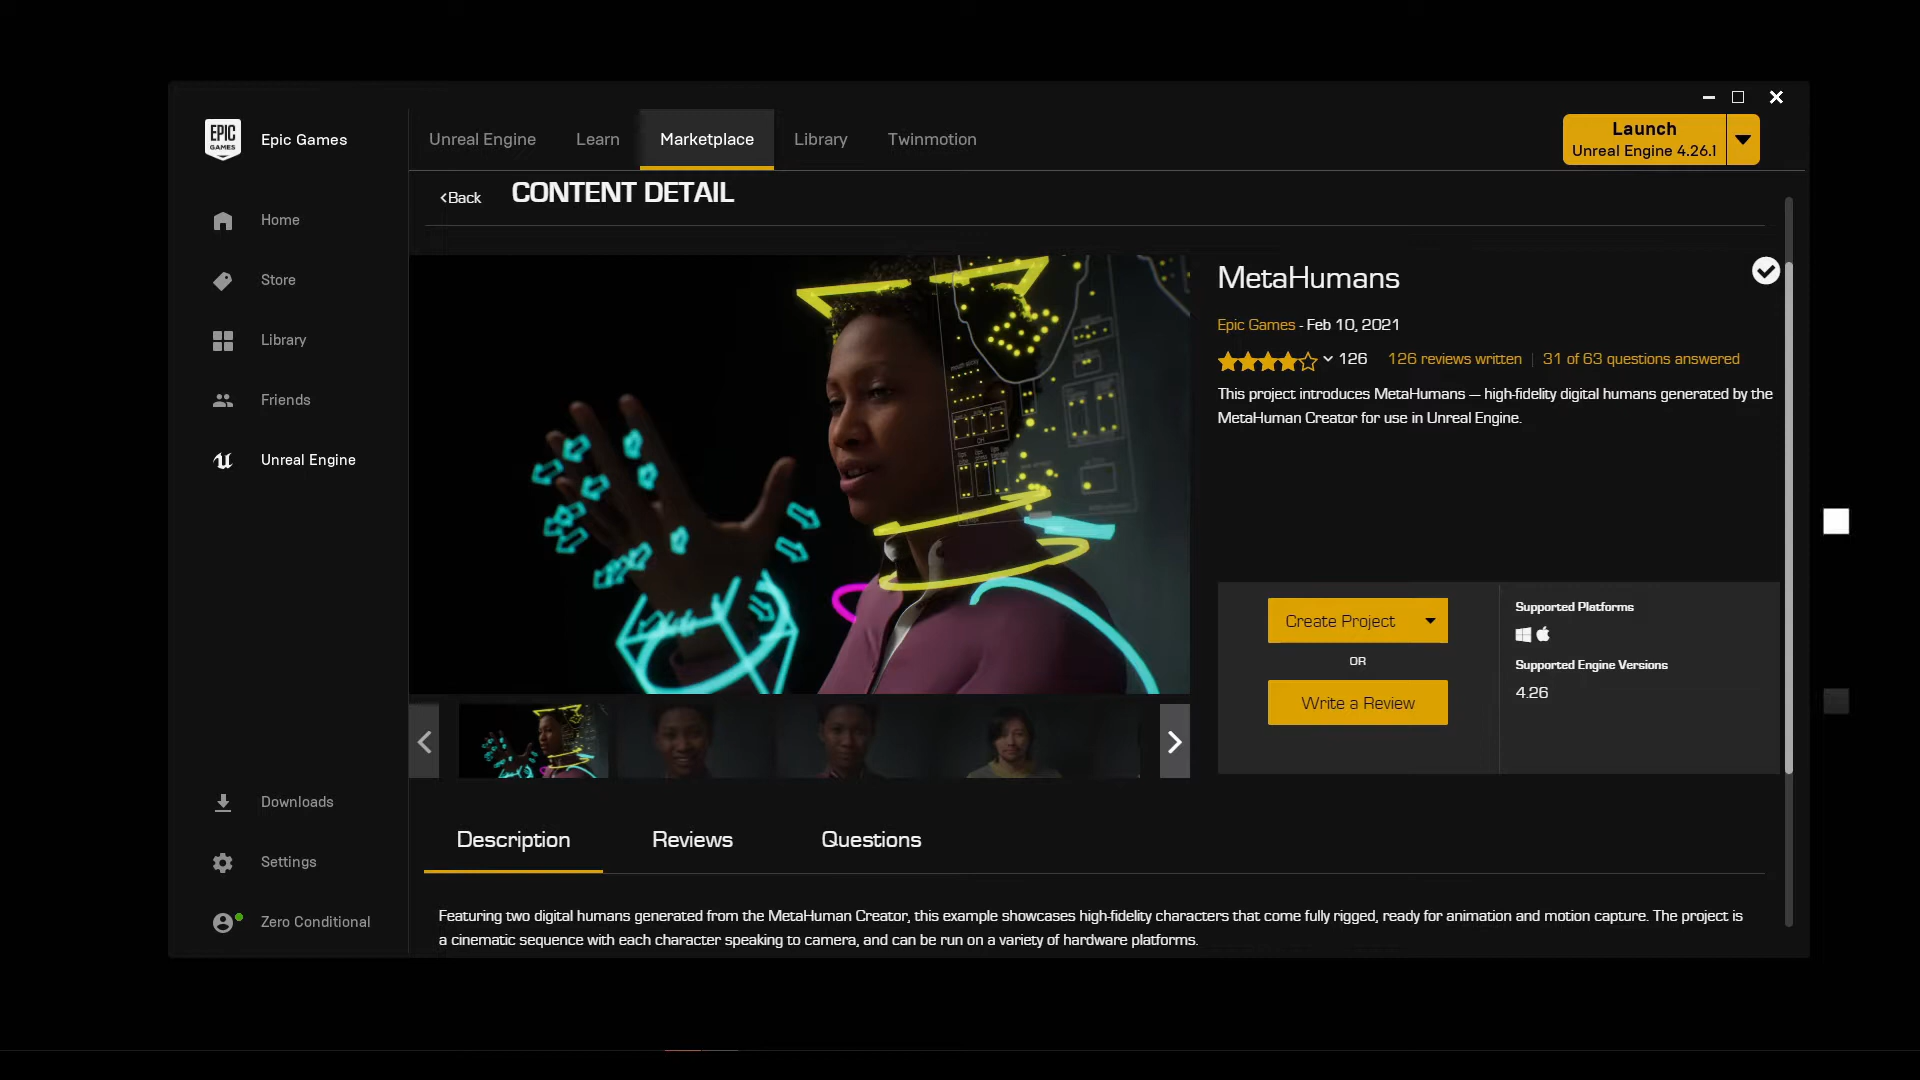 EPIC
GAMES
Epic Games
Unreal Engine
Learn
Marketplace
Library
Twinmotion
Launch
Unreal Engine 4.26.1
Home
Store
Library
Friends
Unreal Engine
Downloads
Settings
Zero Conditional
Back
CONTENT DETAIL
MetaHumans
Epic Games - Feb 10, 2021
126
126 reviews written
31 of 63 questions answered
This project introduces MetaHumans — high-fidelity digital humans generated by the
MetaHuman Creator for use in Unreal Engine.
Create Project
OR
Write a Review
Supported Platforms
Supported Engine Versions
4.26
Description
Reviews
Questions
Featuring two digital humans generated from the MetaHuman Creator, this example showcases high-fidelity characters that come fully rigged, ready for animation and motion capture. The project is
a cinematic sequence with each character speaking to camera, and can be run on a variety of hardware platforms.